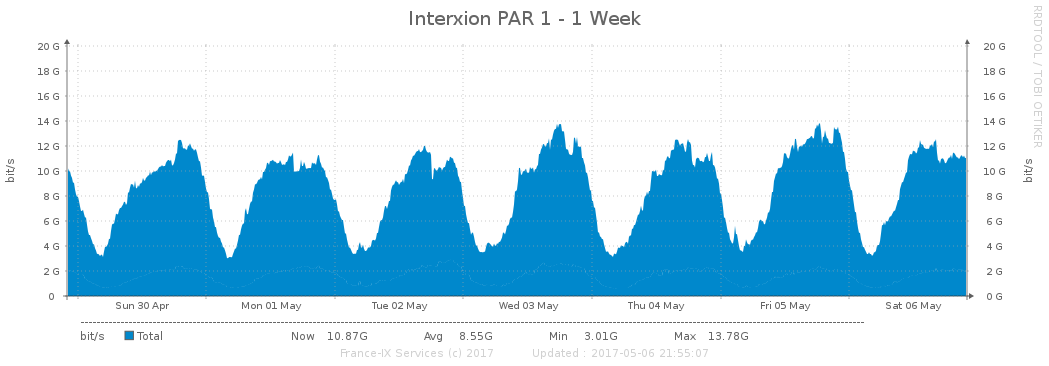 Interxion PAR 1 - 1 Week
RRDTOOL / TOBI OETIKER
bit/s
20 G 20 G
18 G 18 G
16 G 16 G
14 G 14 G
12 G 12 G
10 G 10 G
8 G 8 G
6 G 6 G
4 G 4 G
2 G 2 G
0 0 G
bit/s
Sun 30 Apr Mon 01 May Tue 02 May Wed 03 May Thu 04 May Fri 05 May Sat 06 May
bit/s Total Now 10.87G Avg 8.55G Min 3.01G Max 13.78G
France-IX Services (c) 2017 Updated : 2017-05-06 21:55:07